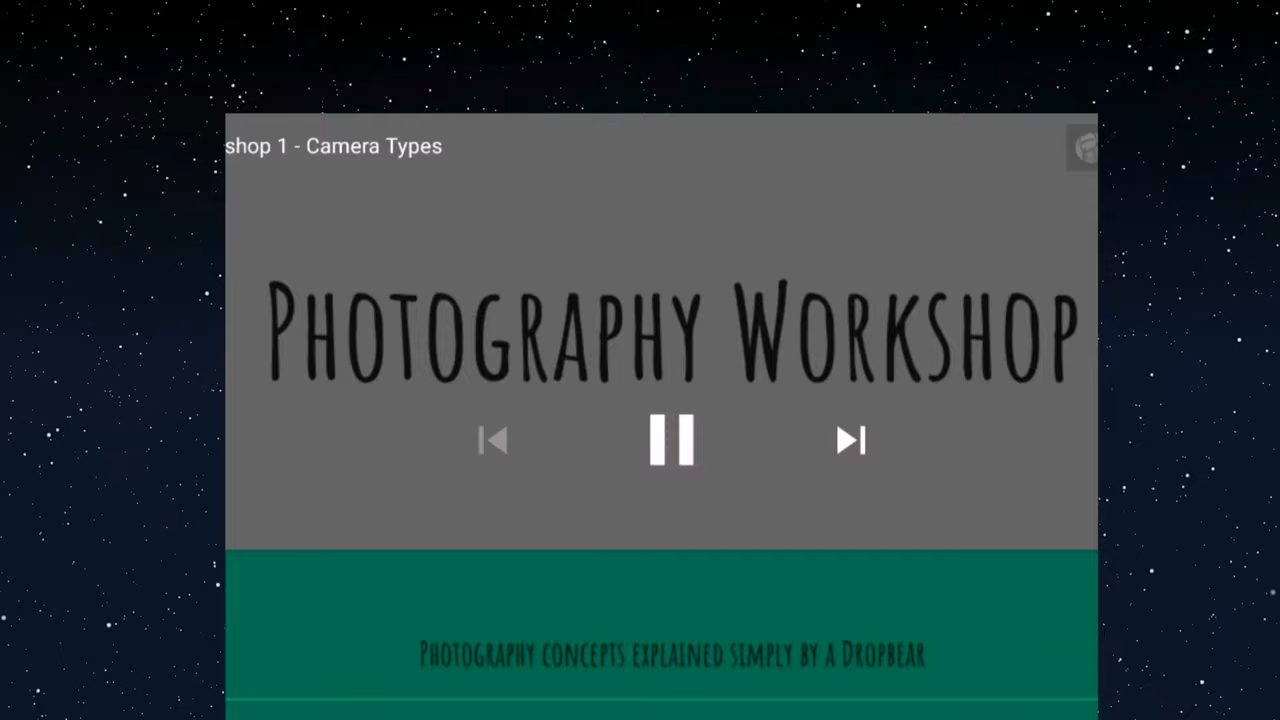 shop 1 - Camera Types
Photography Workshop
Photography concepts explained simply by a Dropbear